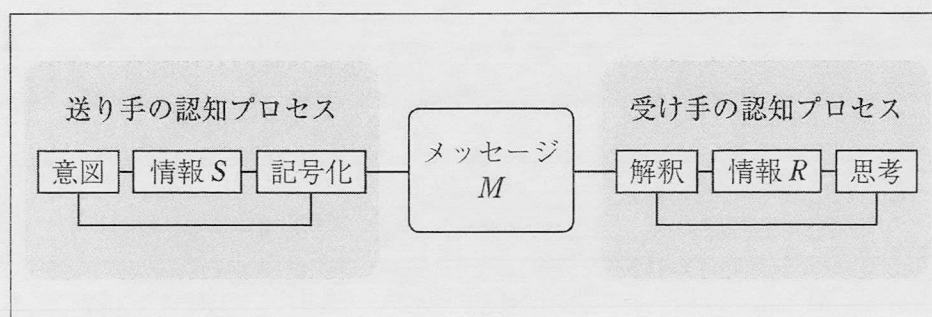 送り手の認知プロセス
受け手の認知プロセス
意図
情報 S
記号化
メッセージ
M
解釈
情報 R
思考